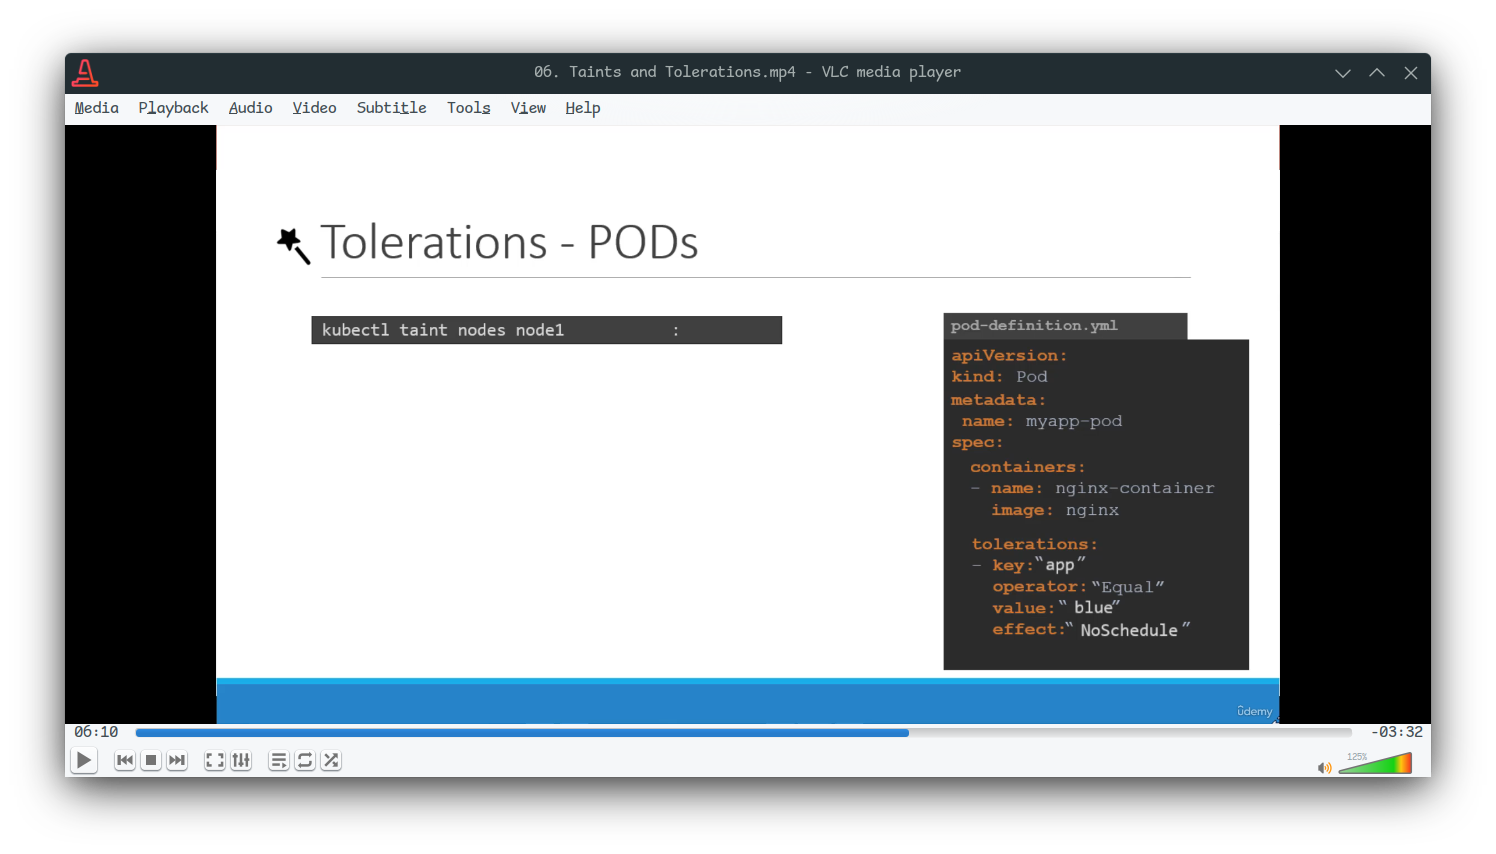 06. Taints and Tolerations.mp4 - VLC media player
Media Playback Audio Video Subtitle Tools View Help
Tolerations - PODs
kubectl taint nodes node1 :
pod-definition.yml
apiVersion:
kind: Pod
metadata:
name: myapp-pod
spec:
containers:
- name: nginx-container
image: nginx
tolerations:
- key:“app”
operator:“Equal”
value:“ blue”
effect:“ NoSchedule ”
ûdemy
06:10 -03:32
125%